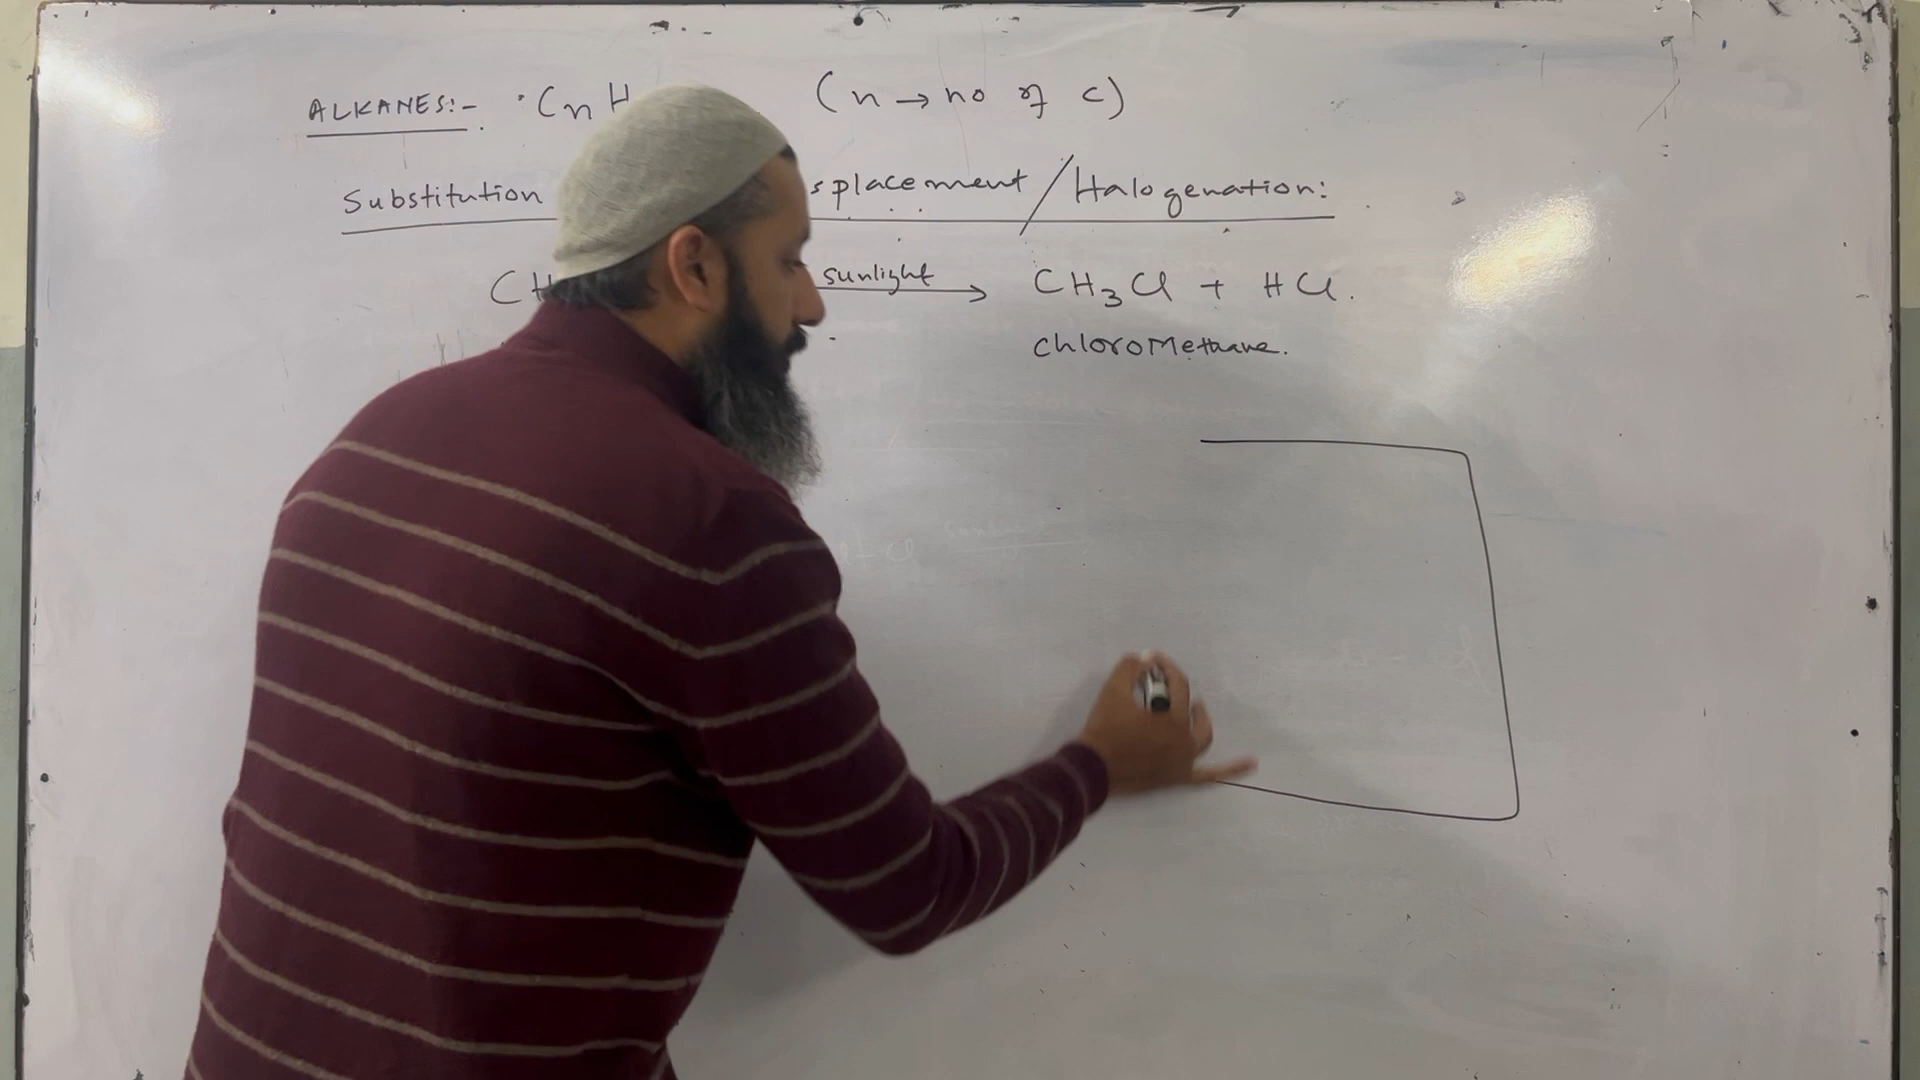 ALKANES:- CnH (n → no of c)
Substitution splacement / Halogenation:
CH sunlight → CH₃Cl + HCl.
chloroMethane.